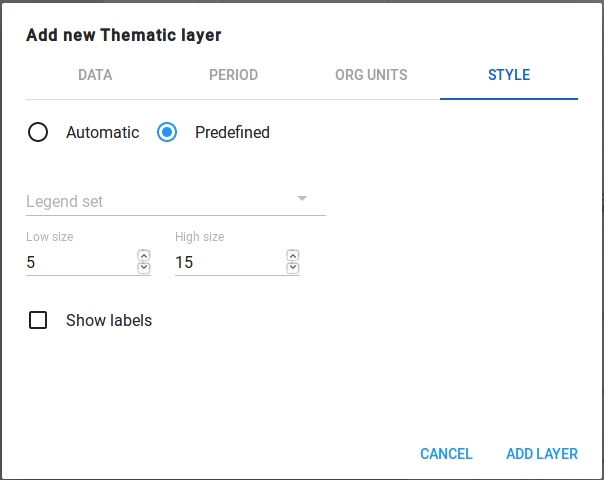 Add new Thematic layer
DATA PERIOD ORG UNITS STYLE
Automatic Predefined
Legend set
Low size High size
5 15
Show labels
CANCEL ADD LAYER